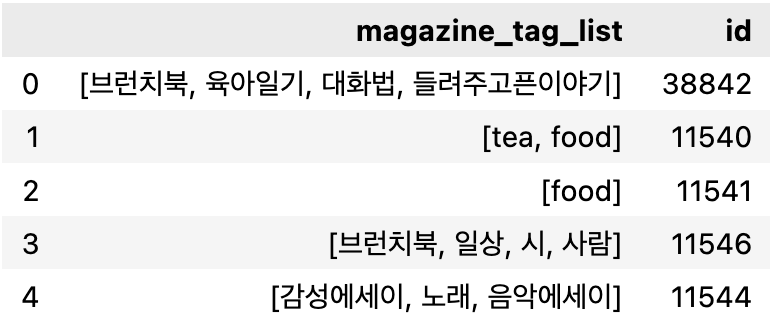 magazine_tag_list id
0 [브런치북, 육아일기, 대화법, 들려주고픈이야기] 38842
1 [tea, food] 11540
2 [food] 11541
3 [브런치북, 일상, 시, 사람] 11546
4 [감성에세이, 노래, 음악에세이] 11544